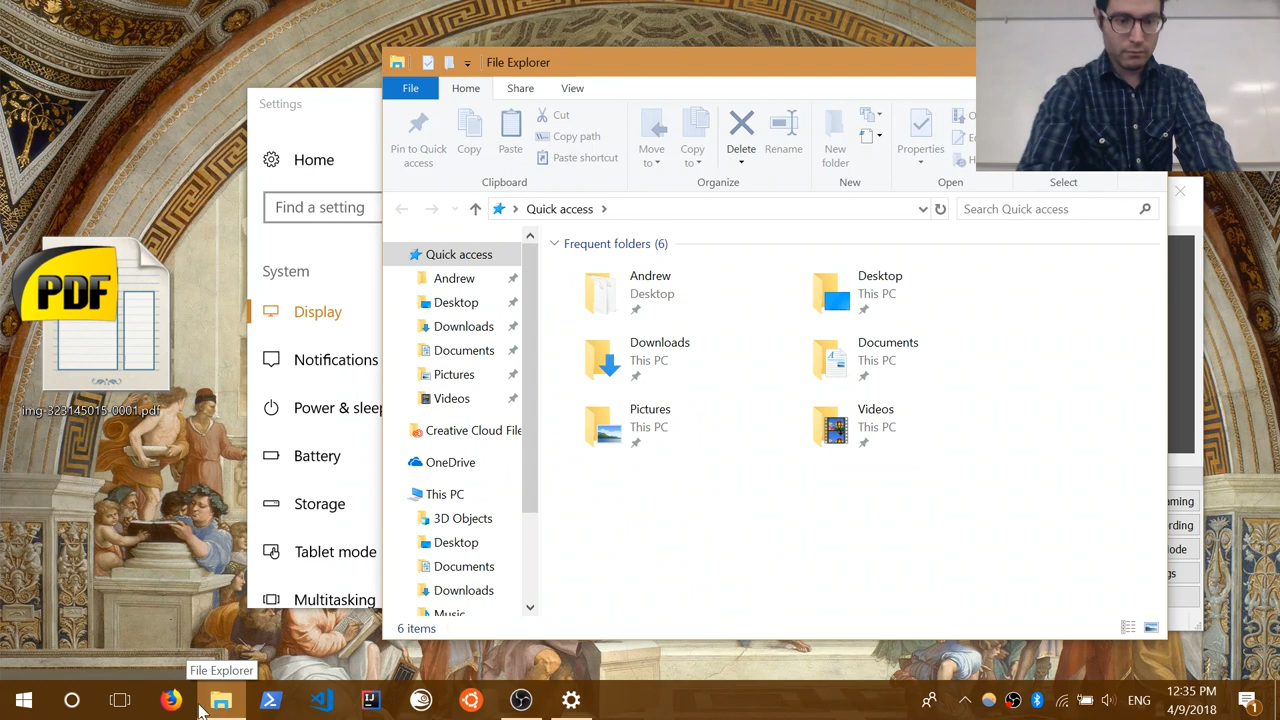 File Explorer
File
Home
Share
View
Pin to Quick access
Copy
Paste
Cut
Copy path
Paste shortcut
Clipboard
Move to
Copy to
Delete
Rename
Organize
New folder
New
Properties
Open
Select
Quick access
Search Quick access
Settings
Home
Find a setting
System
Display
Notifications
Power & sleep
Battery
Storage
Tablet mode
Multitasking
PDF
img-323145015-0001.pdf
Quick access
Andrew
Desktop
Downloads
Documents
Pictures
Videos
Creative Cloud File
OneDrive
This PC
3D Objects
Desktop
Documents
Downloads
Music
Frequent folders (6)
Andrew
Desktop
Desktop
This PC
Downloads
This PC
Documents
This PC
Pictures
This PC
Videos
This PC
6 items
File Explorer
ENG
12:35 PM
4/9/2018
1